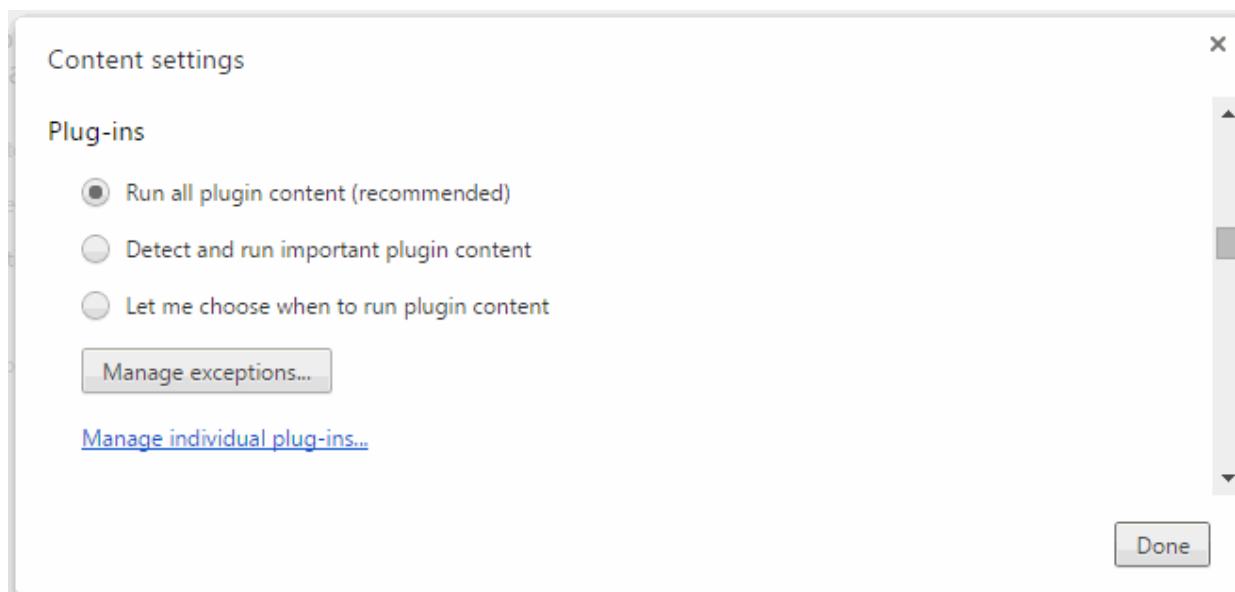 Content settings
Plug-ins
Run all plugin content (recommended)
Detect and run important plugin content
Let me choose when to run plugin content
Manage exceptions...
Manage individual plug-ins...
Done